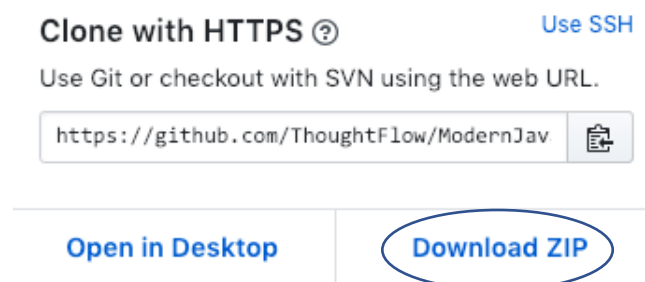 Clone with HTTPS ?
Use SSH
Use Git or checkout with SVN using the web URL.
https://github.com/ThoughtFlow/ModernJav
Open in Desktop
Download ZIP